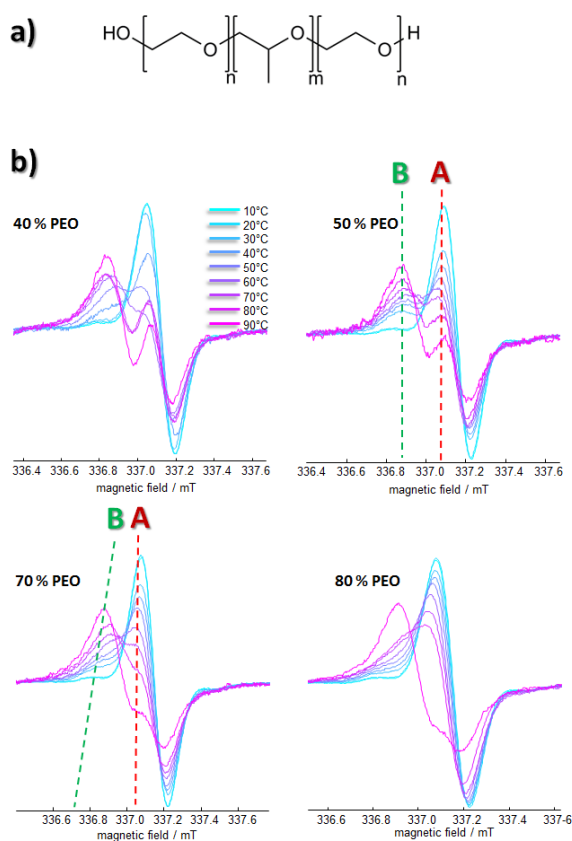 a)
HO
O
n
O
m
O
H
n
b)
40 % PEO
10°C
20°C
30°C
40°C
50°C
60°C
70°C
80°C
90°C
336.4 336.6 336.8 337.0 337.2 337.4 337.6
magnetic field / mT
B A
50 % PEO
336.4 336.6 336.8 337.0 337.2 337.4 337.6
magnetic field / mT
B A
70 % PEO
336.6 336.8 337.0 337.2 337.4 337.6
magnetic field / mT
80 % PEO
336.6 336.8 337.0 337.2 337.4 337-6
magnetic field / mT